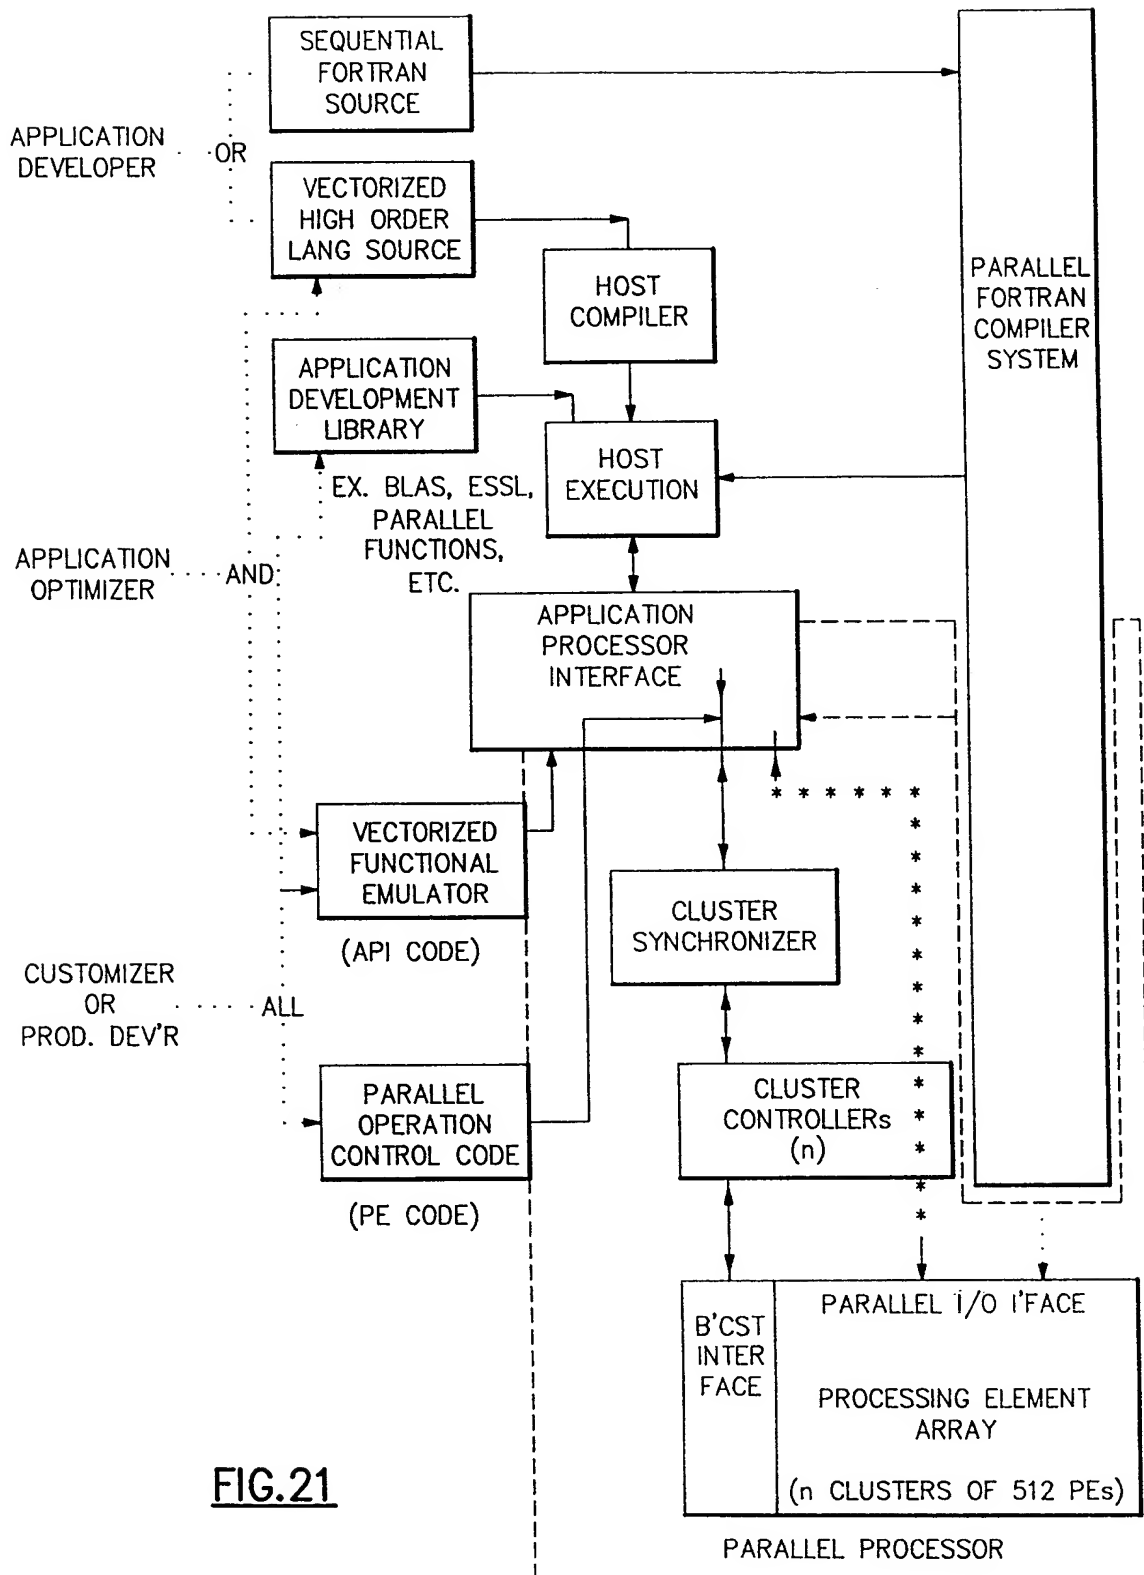 SEQUENTIAL
FORTRAN
SOURCE
APPLICATION
DEVELOPER
OR
VECTORIZED
HIGH ORDER
LANG SOURCE
HOST
COMPILER
PARALLEL
FORTRAN
COMPILER
SYSTEM
APPLICATION
DEVELOPMENT
LIBRARY
HOST
EXECUTION
EX. BLAS, ESSL,
PARALLEL
FUNCTIONS,
ETC.
APPLICATION
OPTIMIZER
AND
APPLICATION
PROCESSOR
INTERFACE
VECTORIZED
FUNCTIONAL
EMULATOR
(API CODE)
CLUSTER
SYNCHRONIZER
CUSTOMIZER
OR
PROD. DEV'R
ALL
PARALLEL
OPERATION
CONTROL CODE
(PE CODE)
CLUSTER
CONTROLLERs
(n)
B'CST
INTER
FACE
PARALLEL I/O I'FACE
PROCESSING ELEMENT
ARRAY
(n CLUSTERS OF 512 PEs)
PARALLEL PROCESSOR
FIG.21